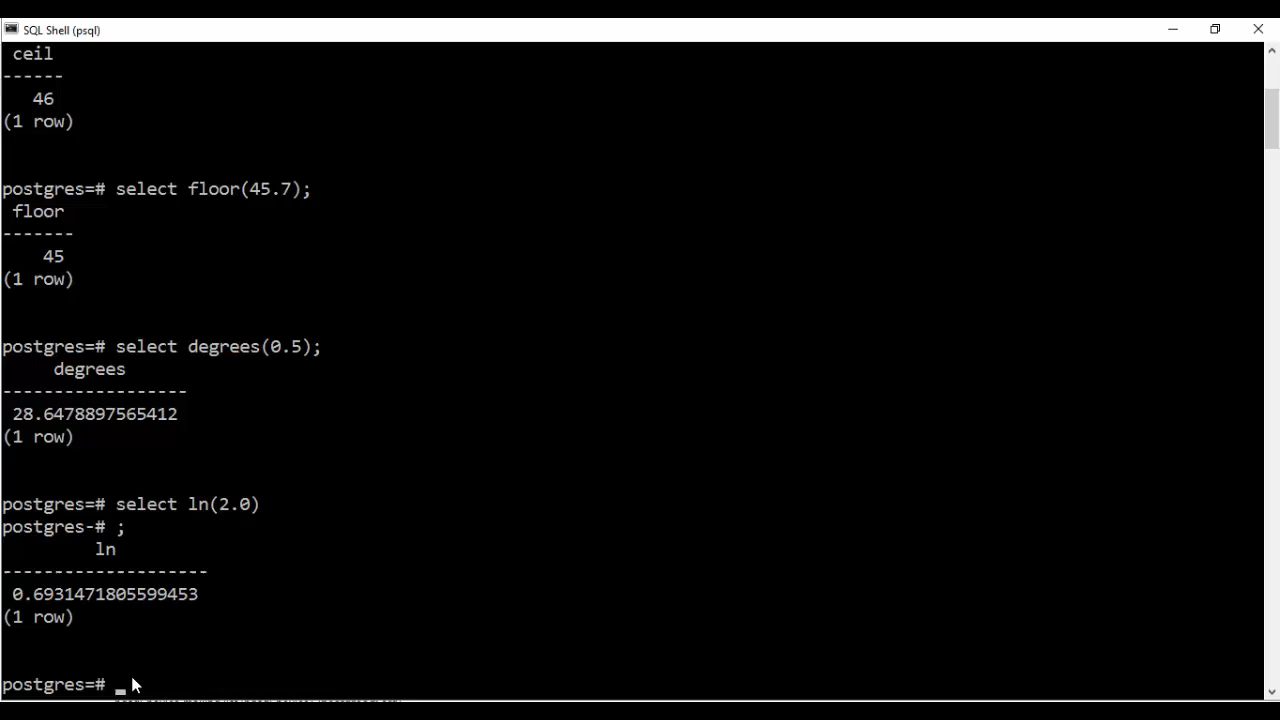 SQL Shell (psql)
ceil
------
46
(1 row)
postgres=# select floor(45.7);
floor
-------
45
(1 row)
postgres=# select degrees(0.5);
degrees
------------------
28.6478897565412
(1 row)
postgres=# select ln(2.0)
postgres-# ;
ln
--------------------
0.6931471805599453
(1 row)
postgres=#